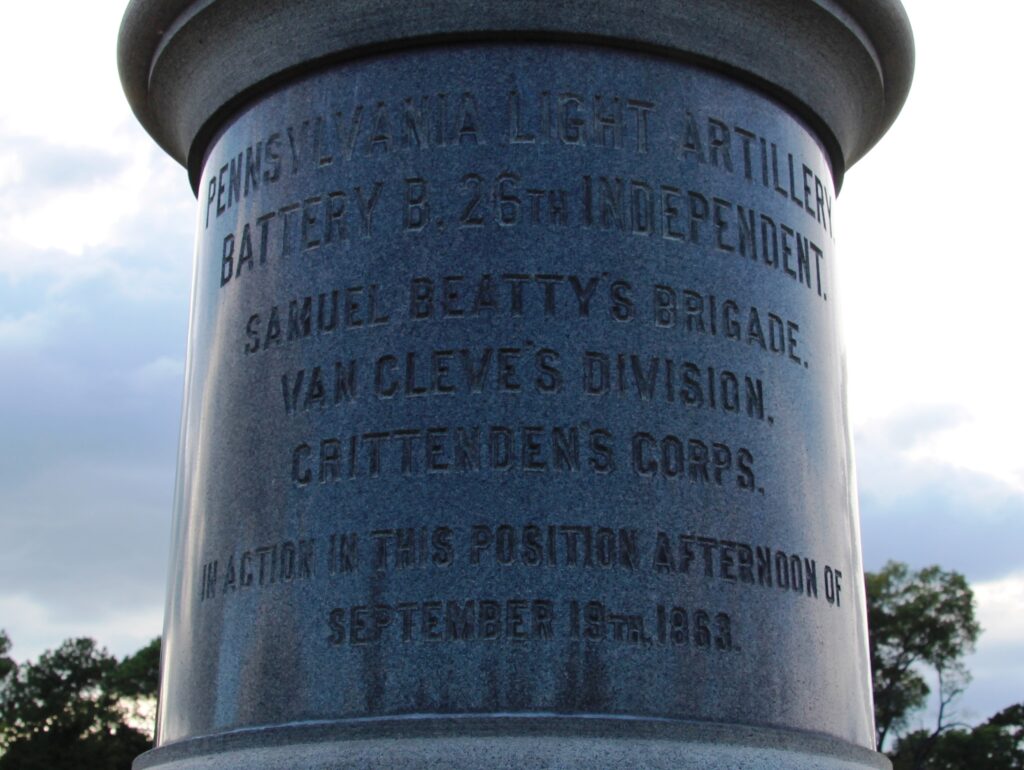 PENNSYLVANIA LIGHT ARTILLERY
BATTERY B. 26TH INDEPENDENT.
SAMUEL BEATTY'S BRIGADE.
VAN CLEVE'S DIVISION.
CRITTENDEN'S CORPS.
IN ACTION IN THIS POSITION AFTERNOON OF
SEPTEMBER 19TH, 1863.